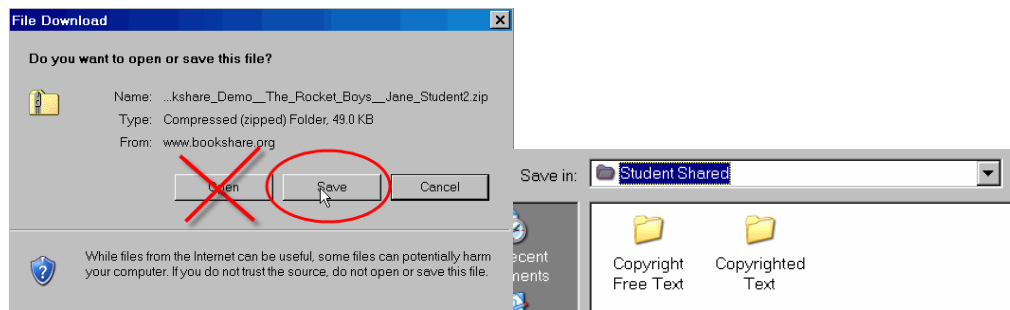 File Download
Do you want to open or save this file?
Name: ...kshare_Demo__The_Rocket_Boys__Jane_Student2.zip
Type: Compressed (zipped) Folder, 49.0 KB
From: www.bookshare.org
Open Save Cancel
While files from the Internet can be useful, some files can potentially harm
your computer. If you do not trust the source, do not open or save this file.
Save in: Student Shared
Copyright
Free Text
Copyrighted
Text